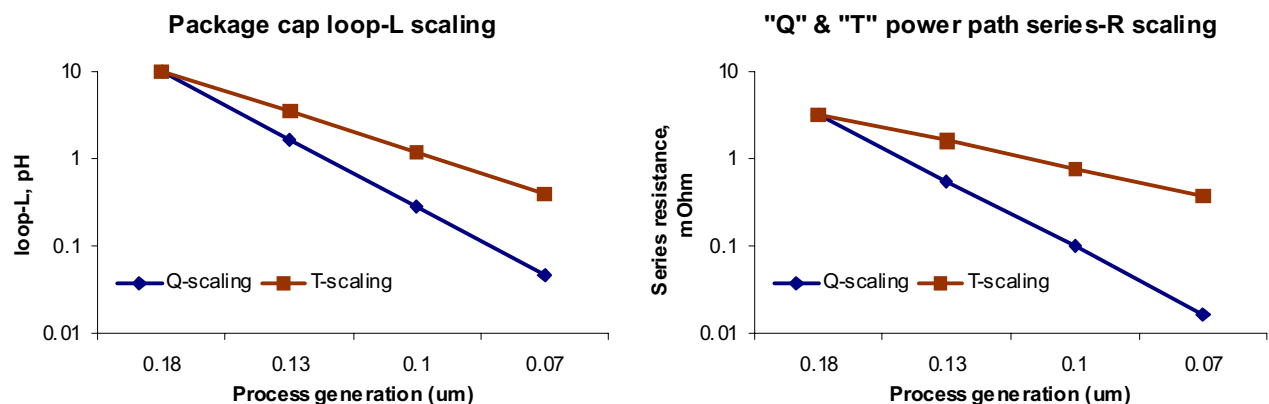 Package cap loop-L scaling
10
1
0.1
0.01
loop-L, pH
Q-scaling
T-scaling
0.18
0.13
0.1
0.07
Process generation (um)
"Q" & "T" power path series-R scaling
10
1
0.1
0.01
Series resistance,
mOhm
Q-scaling
T-scaling
0.18
0.13
0.1
0.07
Process generation (um)